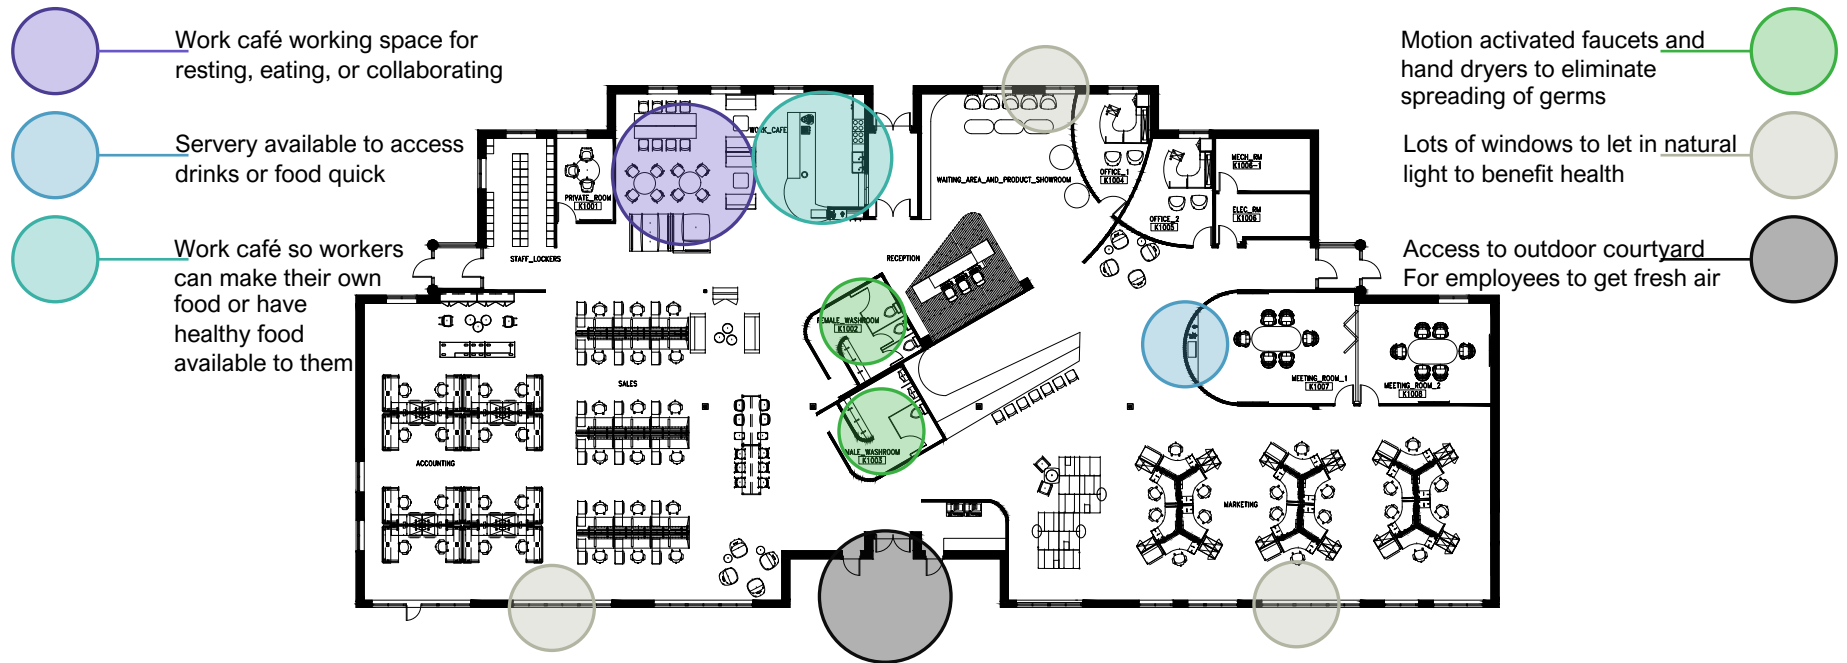 Work café working space for
resting, eating, or collaborating
Servery available to access
drinks or food quick
Work café so workers
can make their own
food or have
healthy food
available to them
Motion activated faucets and
hand dryers to eliminate
spreading of germs
Lots of windows to let in natural
light to benefit health
Access to outdoor courtyard
For employees to get fresh air
WORK_CAFE
PRIVATE_ROOM
K1001
STAFF_LOCKERS
WAITING_AREA_AND_PRODUCT_SHOWROOM
OFFICE_1
K1004
OFFICE_2
K1005
MECH_RM
K1006-1
ELEC_RM
K1006
RECEPTION
FEMALE_WASHROOM
K1002
MALE_WASHROOM
K1003
SALES
ACCOUNTING
MEETING_ROOM_1
K1007
MEETING_ROOM_2
K1008
MARKETING